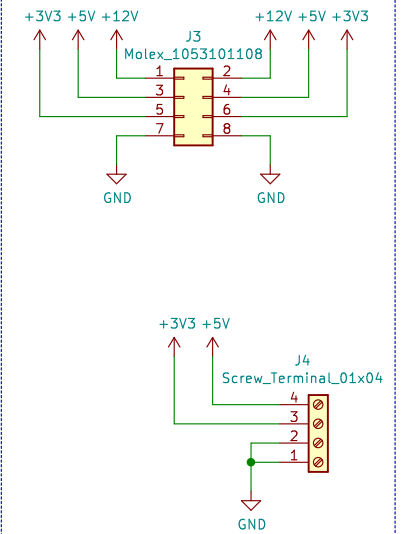 +3V3 +5V +12V
+12V +5V +3V3
J3
Molex_1053101108
1 2
3 4
5 6
7 8
GND GND
+3V3 +5V
J4
Screw_Terminal_01x04
4
3
2
1
GND